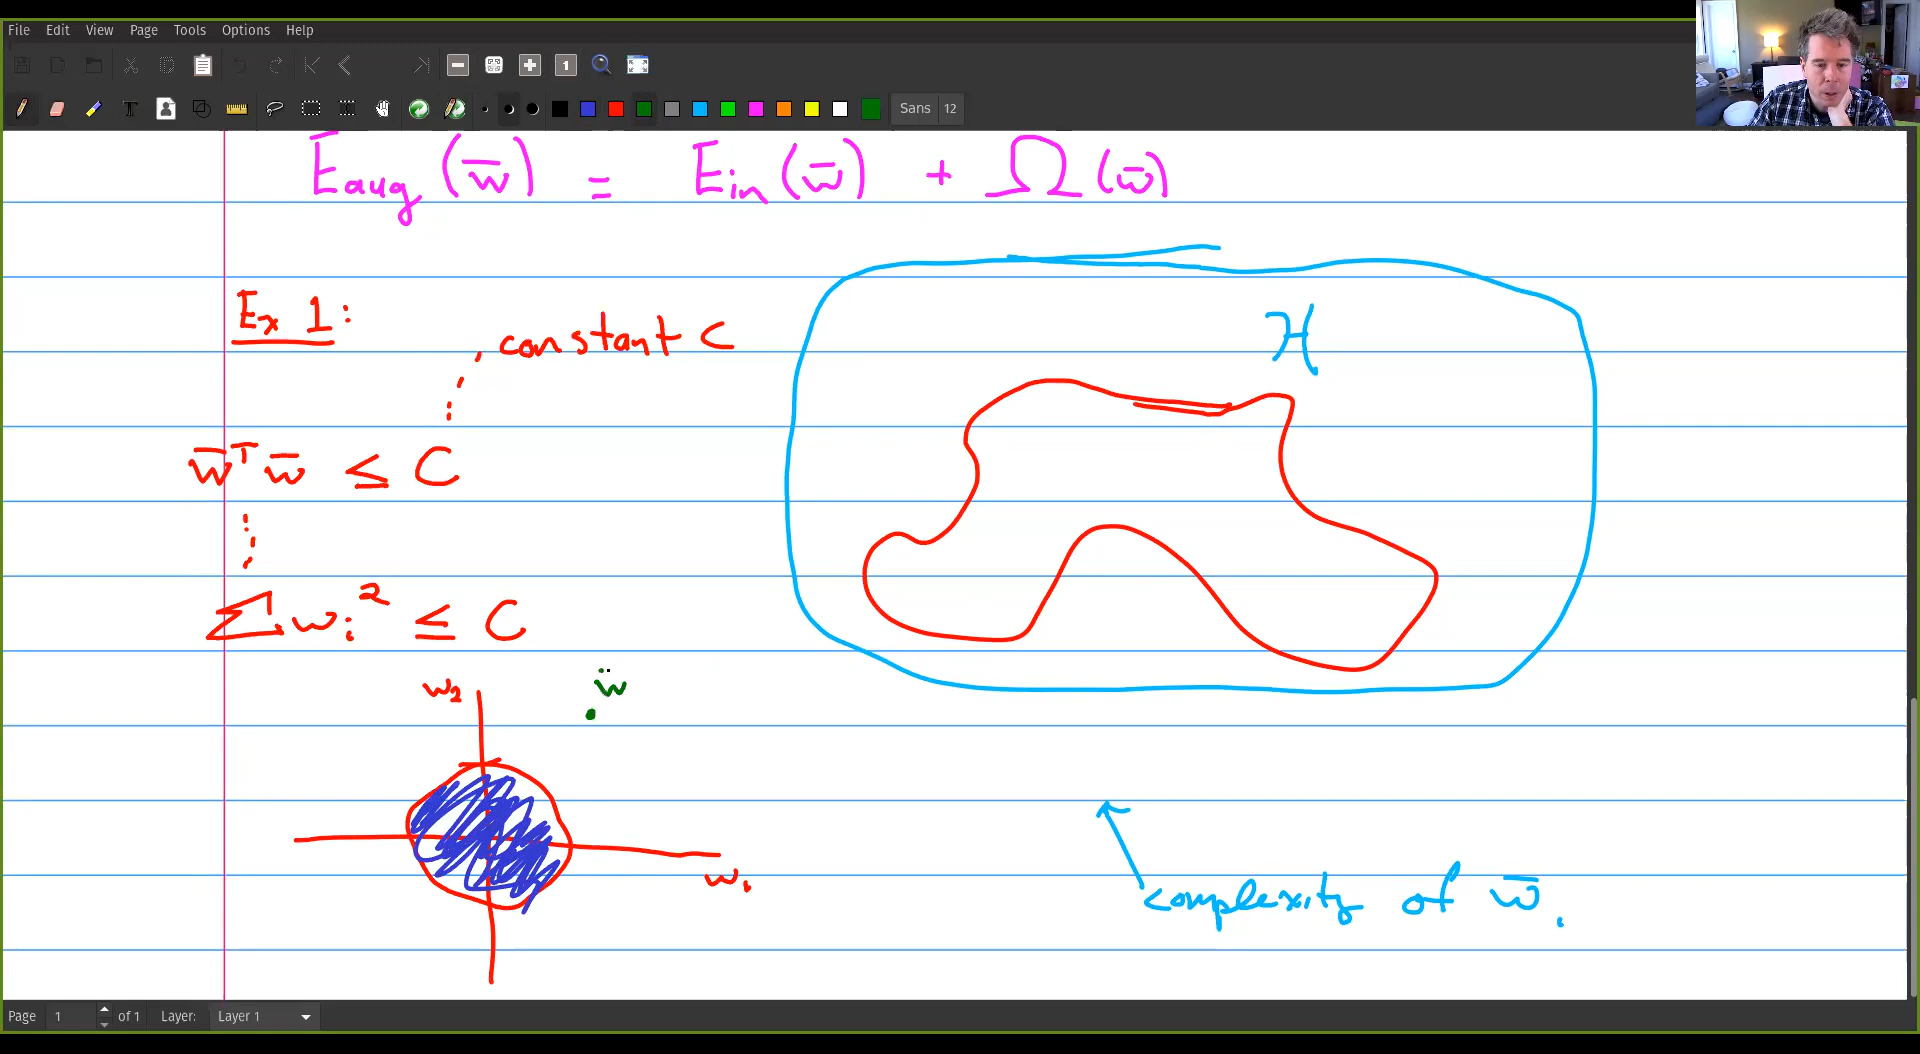 File Edit View Page Tools Options Help
Sans 12
E_aug (w̅) = E_in (w̅) + Ω(w̅)
Ex 1:
constant C
H
w̅ᵀw̅ ≤ C
∑wᵢ² ≤ C
w₂
ẅ
w₁
complexity of w̅.
Page 1 of 1 Layer: Layer 1